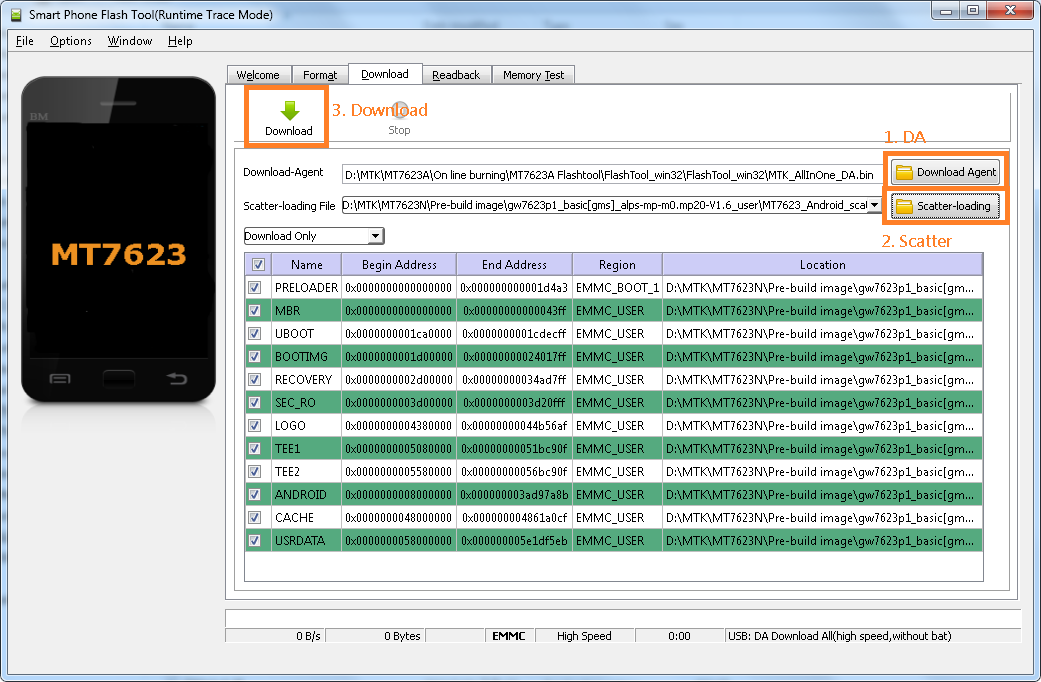 Smart Phone Flash Tool(Runtime Trace Mode)
File Options Window Help
Welcome Format Download Readback Memory Test
BM
MT7623
Download
3. Download
Stop
1. DA
Download-Agent D:\MTK\MT7623A\On line burning\MT7623A Flashtool\FlashTool_win32\FlashTool_win32\MTK_AllInOne_DA.bin Download Agent
Scatter-loading File D:\MTK\MT7623N\Pre-build image\gw7623p1_basic[gms]_alps-mp-m0.mp20-V1.6_user\MT7623_Android_scat Scatter-loading
2. Scatter
Download Only
Name Begin Address End Address Region Location
PRELOADER 0x0000000000000000 0x000000000001d4a3 EMMC_BOOT_1 D:\MTK\MT7623N\Pre-build image\gw7623p1_basic[gm...
MBR 0x0000000000000000 0x00000000000043ff EMMC_USER D:\MTK\MT7623N\Pre-build image\gw7623p1_basic[gm...
UBOOT 0x0000000001ca0000 0x0000000001cdecff EMMC_USER D:\MTK\MT7623N\Pre-build image\gw7623p1_basic[gm...
BOOTIMG 0x0000000001d00000 0x00000000024017ff EMMC_USER D:\MTK\MT7623N\Pre-build image\gw7623p1_basic[gm...
RECOVERY 0x0000000002d00000 0x00000000034ad7ff EMMC_USER D:\MTK\MT7623N\Pre-build image\gw7623p1_basic[gm...
SEC_RO 0x0000000003d00000 0x0000000003d20fff EMMC_USER D:\MTK\MT7623N\Pre-build image\gw7623p1_basic[gm...
LOGO 0x0000000004380000 0x00000000044b56af EMMC_USER D:\MTK\MT7623N\Pre-build image\gw7623p1_basic[gm...
TEE1 0x0000000005080000 0x00000000051bc90f EMMC_USER D:\MTK\MT7623N\Pre-build image\gw7623p1_basic[gm...
TEE2 0x0000000005580000 0x00000000056bc90f EMMC_USER D:\MTK\MT7623N\Pre-build image\gw7623p1_basic[gm...
ANDROID 0x0000000008000000 0x000000003ad97a8b EMMC_USER D:\MTK\MT7623N\Pre-build image\gw7623p1_basic[gm...
CACHE 0x0000000048000000 0x000000004861a0cf EMMC_USER D:\MTK\MT7623N\Pre-build image\gw7623p1_basic[gm...
USRDATA 0x0000000058000000 0x000000005e1df5eb EMMC_USER D:\MTK\MT7623N\Pre-build image\gw7623p1_basic[gm...
0 B/s 0 Bytes EMMC High Speed 0:00 USB: DA Download All(high speed,without bat)